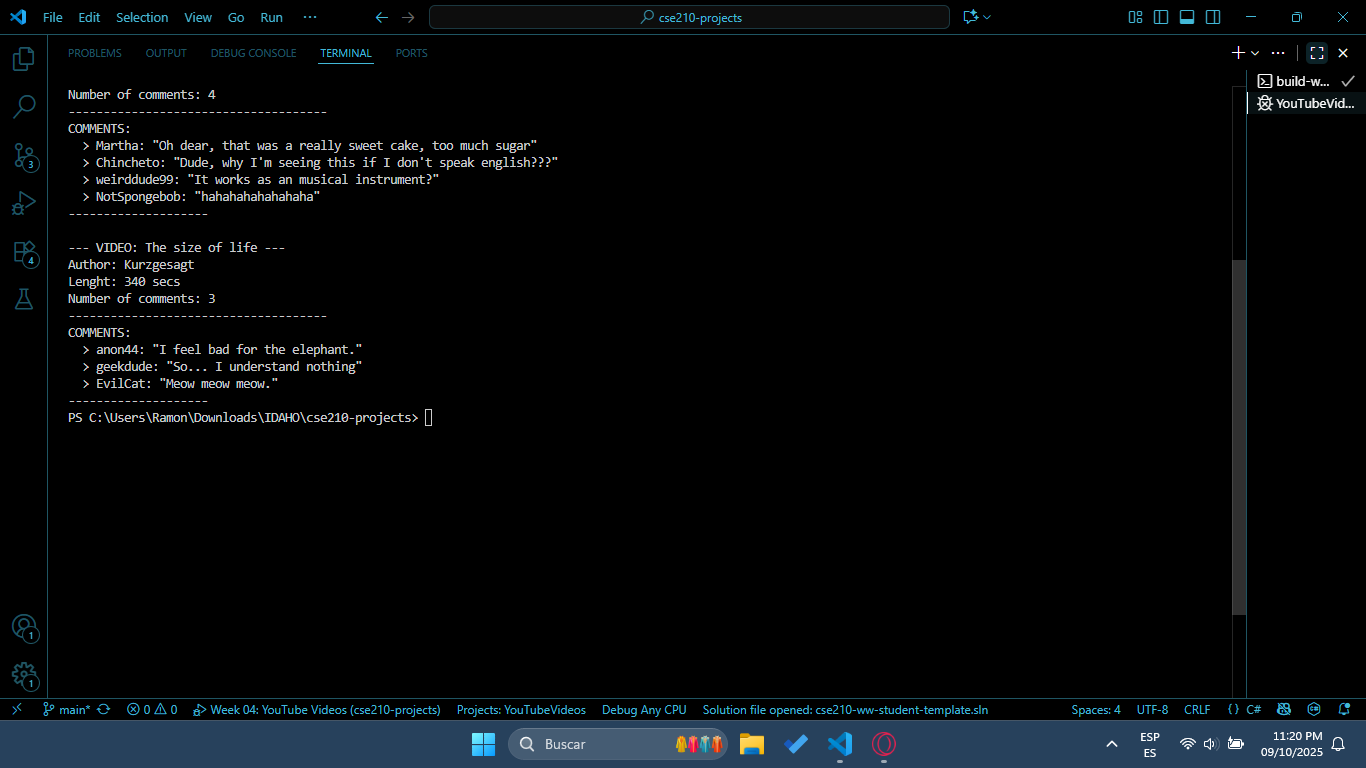 File Edit Selection View Go Run ···
cse210-projects
PROBLEMS OUTPUT DEBUG CONSOLE TERMINAL PORTS
build-w...
YouTubeVid...
Number of comments: 4
-------------------------------------
COMMENTS:
> Martha: "Oh dear, that was a really sweet cake, too much sugar"
> Chincheto: "Dude, why I'm seeing this if I don't speak english???"
> weirddude99: "It works as an musical instrument?"
> NotSpongebob: "hahahahahahahaha"
--------------------
--- VIDEO: The size of life ---
Author: Kurzgesagt
Lenght: 340 secs
Number of comments: 3
-------------------------------------
COMMENTS:
> anon44: "I feel bad for the elephant."
> geekdude: "So... I understand nothing"
> EvilCat: "Meow meow meow."
--------------------
PS C:\Users\Ramon\Downloads\IDAHO\cse210-projects>
3
4
1
1
main* 0 0 Week 04: YouTube Videos (cse210-projects) Projects: YouTubeVideos Debug Any CPU Solution file opened: cse210-ww-student-template.sln Spaces: 4 UTF-8 CRLF {} C#
Buscar
ESP
ES
11:20 PM
09/10/2025